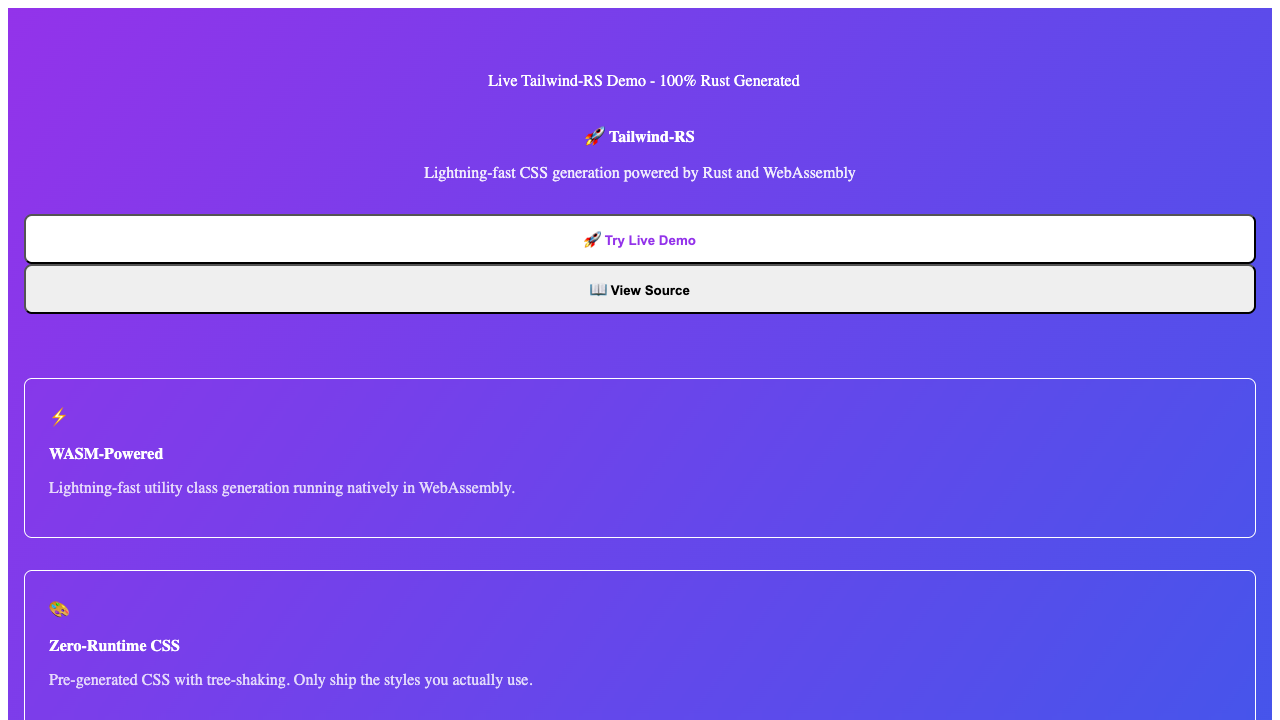 Live Tailwind-RS Demo - 100% Rust Generated
🚀 Tailwind-RS
Lightning-fast CSS generation powered by Rust and WebAssembly
🚀 Try Live Demo
📖 View Source
⚡
WASM-Powered
Lightning-fast utility class generation running natively in WebAssembly.
🎨
Zero-Runtime CSS
Pre-generated CSS with tree-shaking. Only ship the styles you actually use.